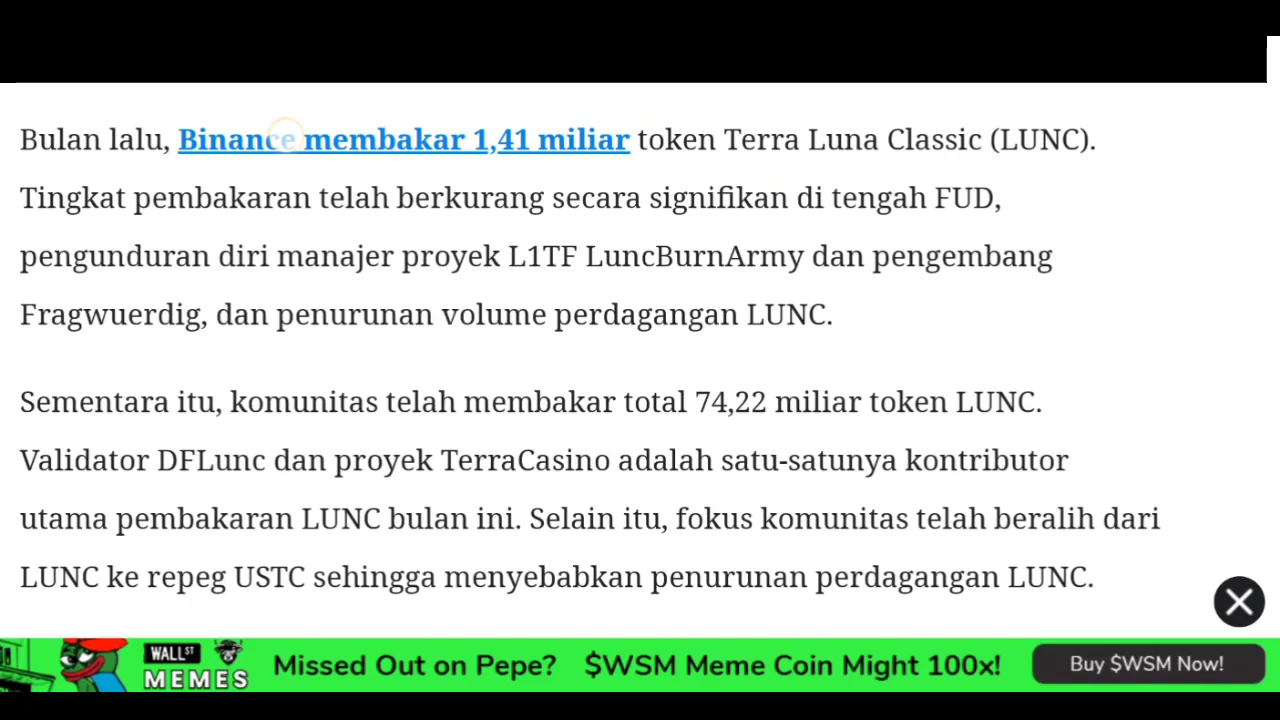 Bulan lalu, Binance membakar 1,41 miliar token Terra Luna Classic (LUNC).
Tingkat pembakaran telah berkurang secara signifikan di tengah FUD,
pengunduran diri manajer proyek L1TF LuncBurnArmy dan pengembang
Fragwuerdig, dan penurunan volume perdagangan LUNC.
Sementara itu, komunitas telah membakar total 74,22 miliar token LUNC.
Validator DFLunc dan proyek TerraCasino adalah satu-satunya kontributor
utama pembakaran LUNC bulan ini. Selain itu, fokus komunitas telah beralih dari
LUNC ke repeg USTC sehingga menyebabkan penurunan perdagangan LUNC.
WALL ST
MEMES
Missed Out on Pepe? $WSM Meme Coin Might 100x!
Buy $WSM Now!